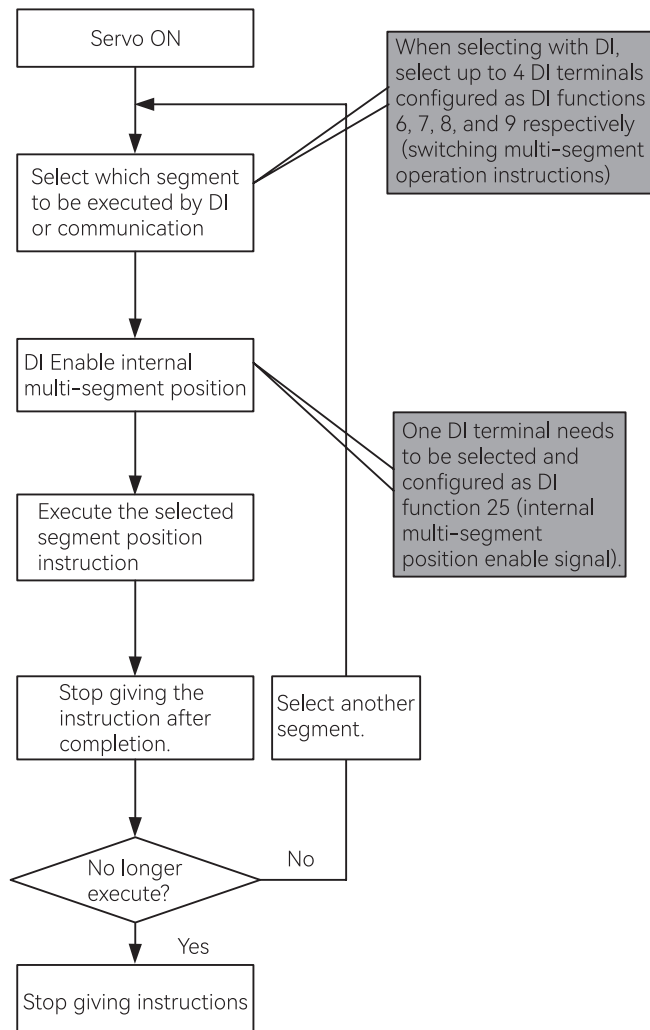 Servo ON
When selecting with DI,
select up to 4 DI terminals
configured as DI functions
6, 7, 8, and 9 respectively
(switching multi-segment
operation instructions)
Select which segment
to be executed by DI
or communication
DI Enable internal
multi-segment position
One DI terminal needs
to be selected and
configured as DI
function 25 (internal
multi-segment
position enable signal).
Execute the selected
segment position
instruction
Stop giving the
instruction after
completion.
Select another
segment.
No longer
execute?
No
Yes
Stop giving instructions